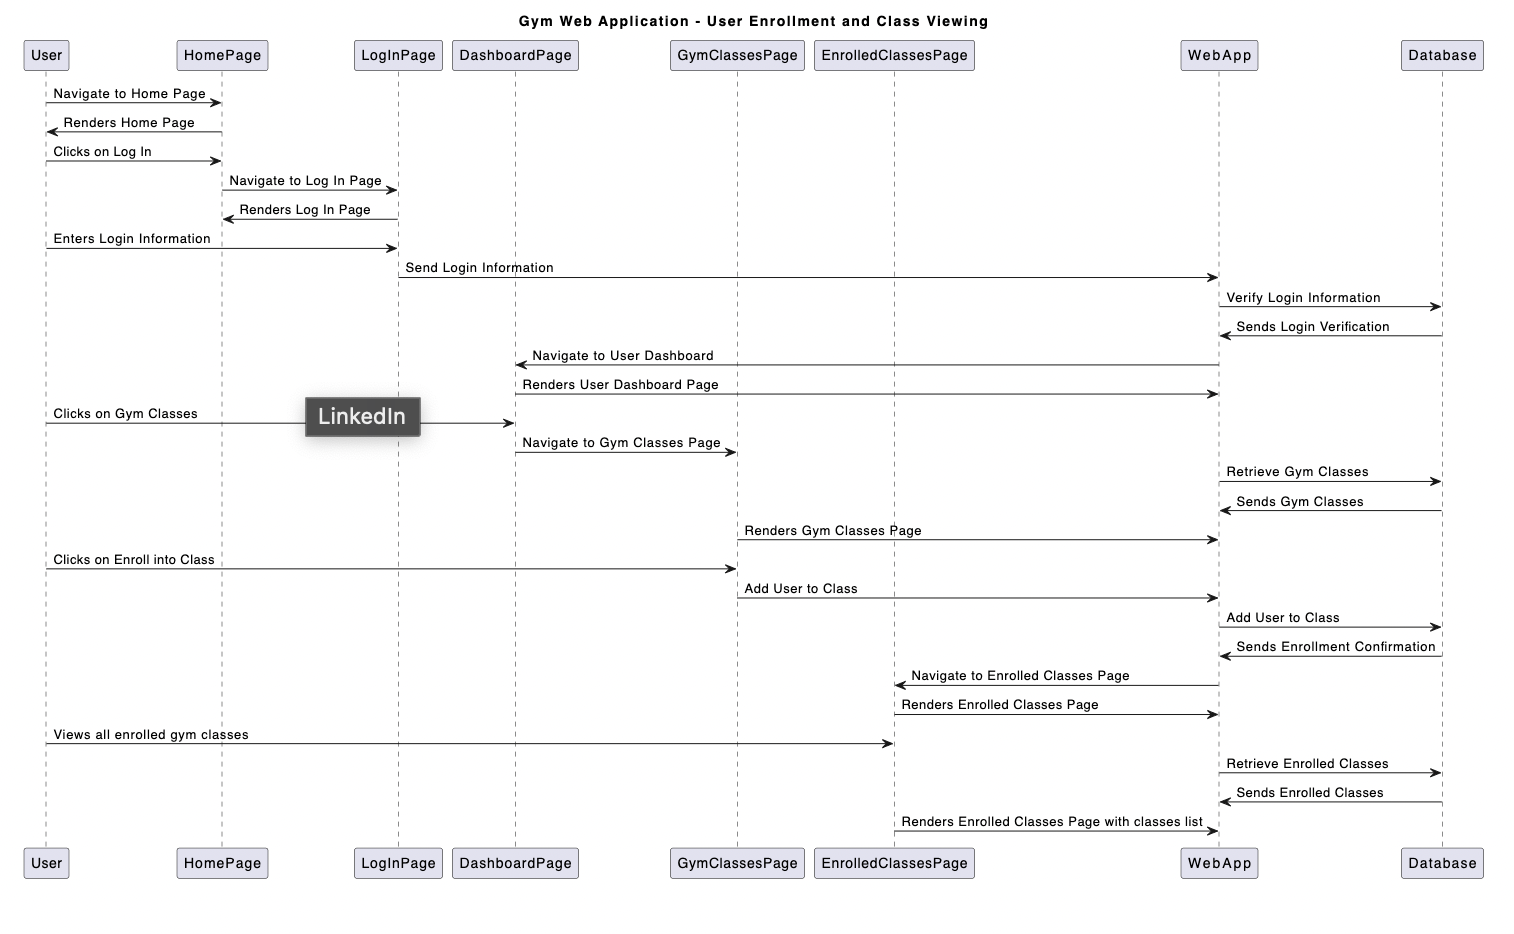 Gym Web Application - User Enrollment and Class Viewing
User HomePage LogInPage DashboardPage GymClassesPage EnrolledClassesPage WebApp Database
Navigate to Home Page
Renders Home Page
Clicks on Log In
Navigate to Log In Page
Renders Log In Page
Enters Login Information
Send Login Information
Verify Login Information
Sends Login Verification
Navigate to User Dashboard
Renders User Dashboard Page
Clicks on Gym Classes
LinkedIn
Navigate to Gym Classes Page
Retrieve Gym Classes
Sends Gym Classes
Renders Gym Classes Page
Clicks on Enroll into Class
Add User to Class
Add User to Class
Sends Enrollment Confirmation
Navigate to Enrolled Classes Page
Renders Enrolled Classes Page
Views all enrolled gym classes
Retrieve Enrolled Classes
Sends Enrolled Classes
Renders Enrolled Classes Page with classes list
User HomePage LogInPage DashboardPage GymClassesPage EnrolledClassesPage WebApp Database